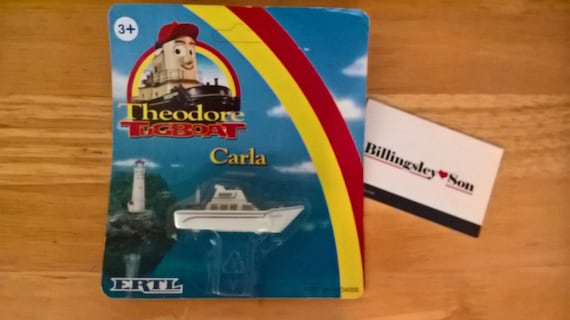 3+
Theodore
TUGBOAT
Carla
ERTL
Billingsley♥Son